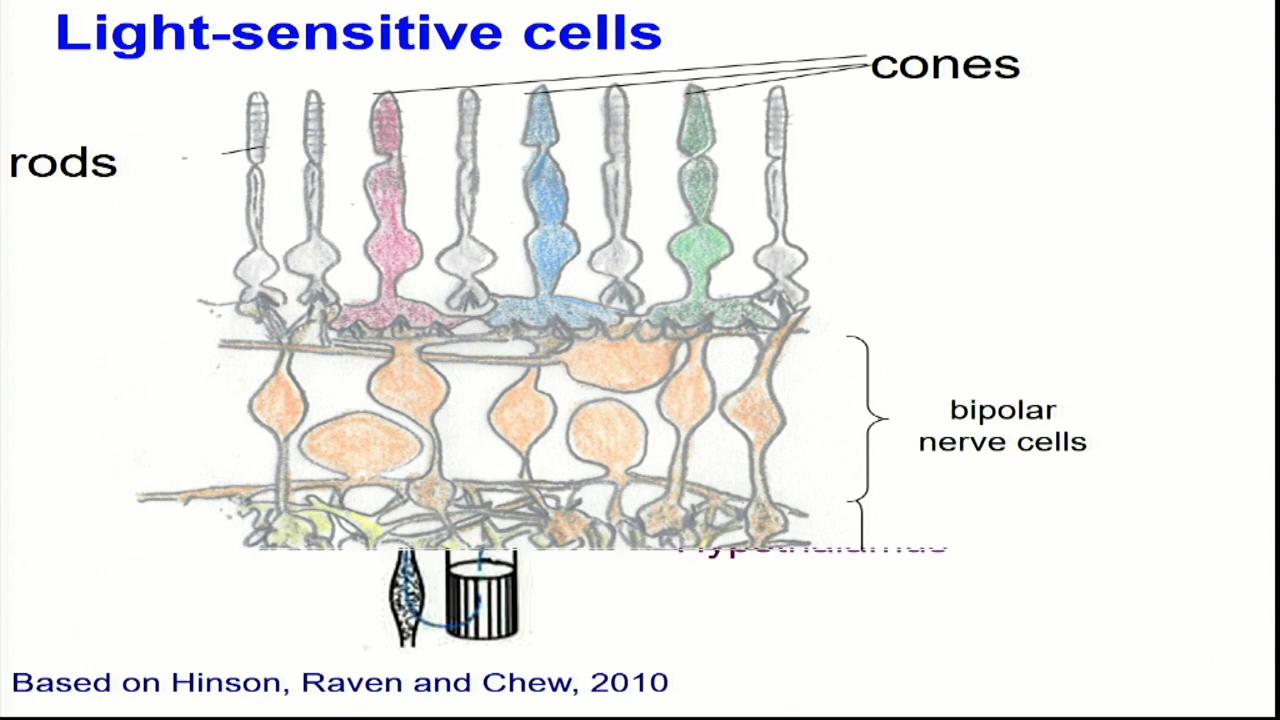 Light-sensitive cells
cones
rods
bipolar
nerve cells
Based on Hinson, Raven and Chew, 2010